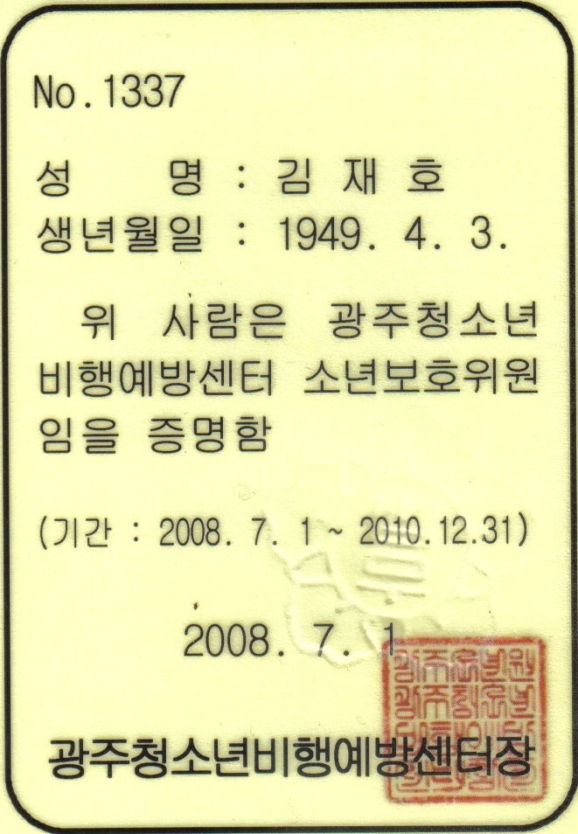 No.1337
성 명 : 김 재 호
생년월일 : 1949. 4. 3.
위 사람은 광주청소년
비행예방센터 소년보호위원
임을 증명함
(기간 : 2008. 7. 1 ~ 2010.12.31)
2008. 7. 1
광주청소년비행예방센터장